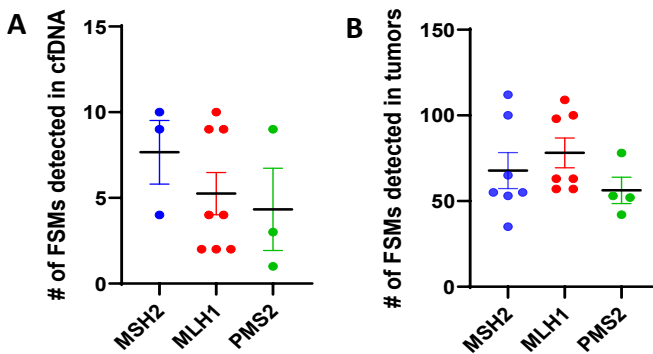 A
# of FSMs detected in cfDNA
15
10
5
0
MSH2
MLH1
PMS2
B
# of FSMs detected in tumors
150
100
50
0
MSH2
MLH1
PMS2